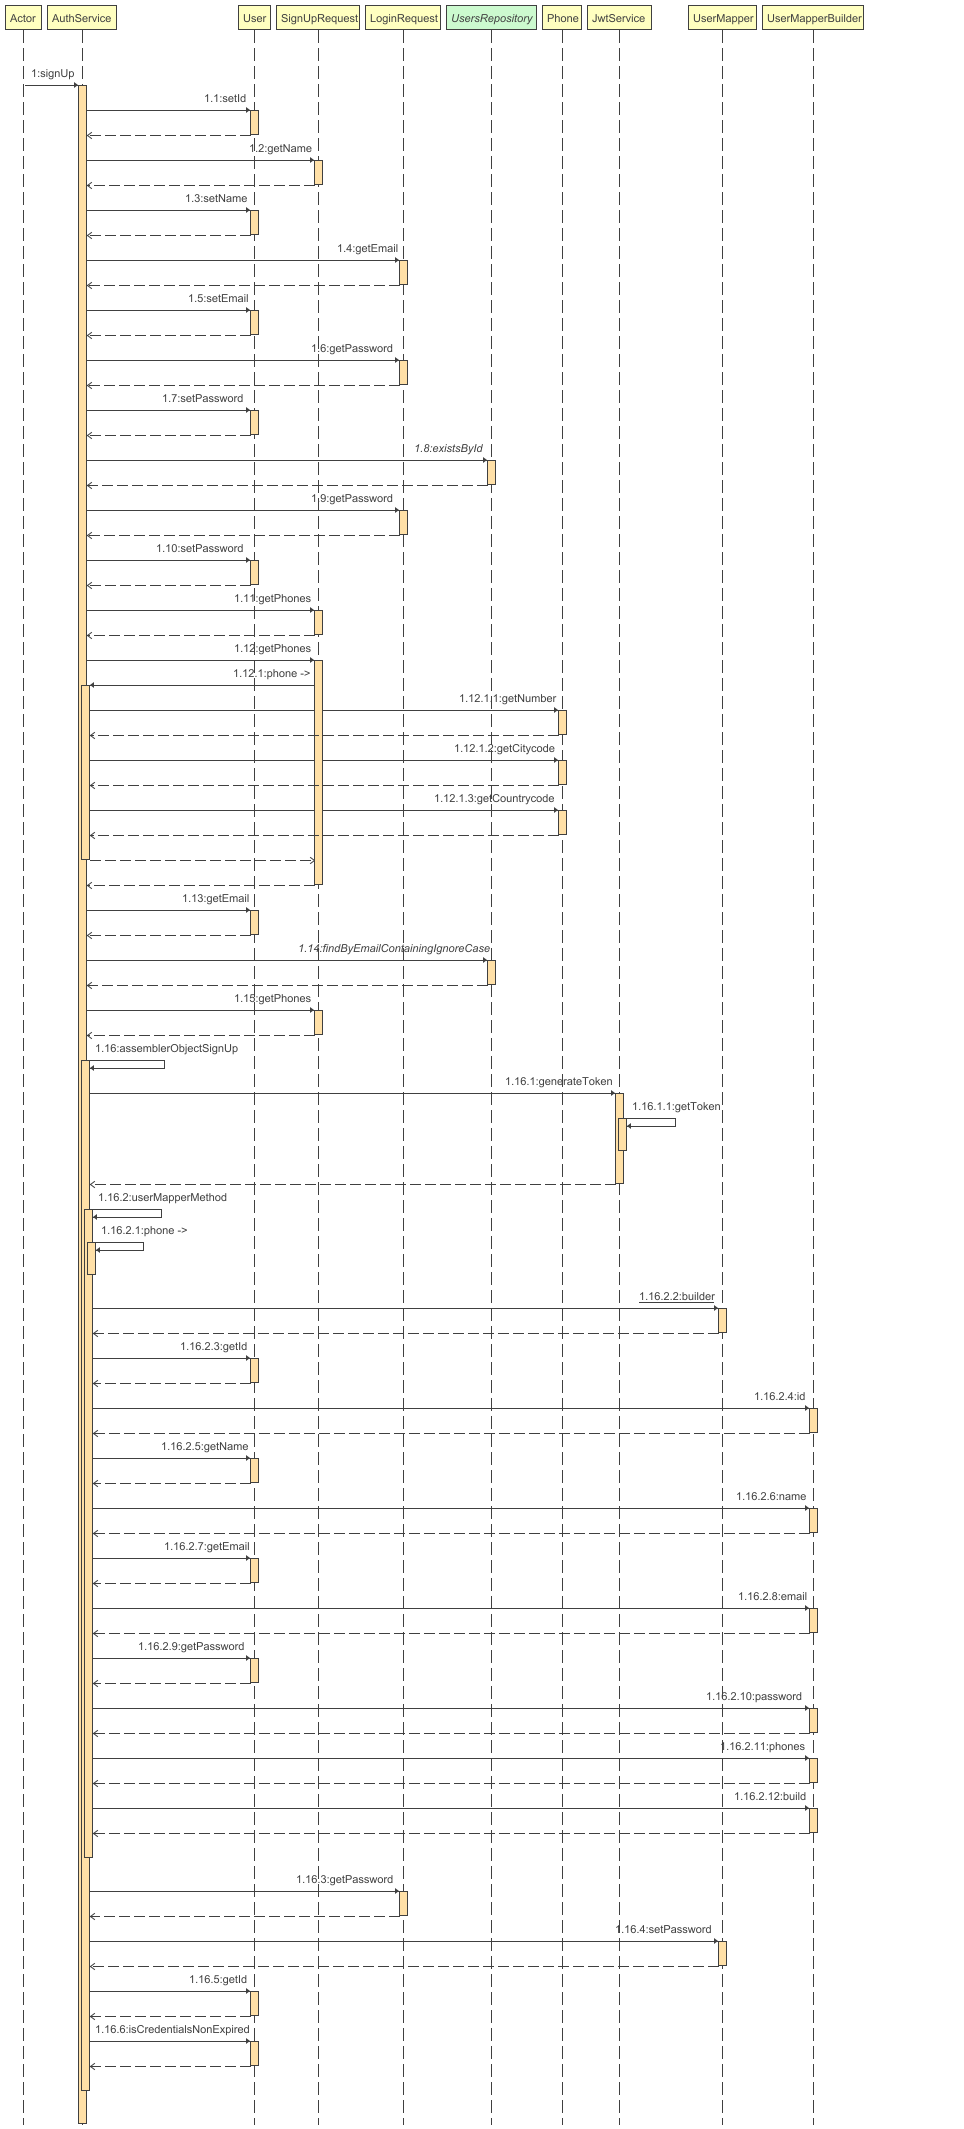 Actor
AuthService
User
SignUpRequest
LoginRequest
UsersRepository
Phone
JwtService
UserMapper
UserMapperBuilder
1:signUp
1.1:setId
1.2:getName
1.3:setName
1.4:getEmail
1.5:setEmail
1.6:getPassword
1.7:setPassword
1.8:existsById
1.9:getPassword
1.10:setPassword
1.11:getPhones
1.12:getPhones
1.12.1:phone ->
1.12.1.1:getNumber
1.12.1.2:getCitycode
1.12.1.3:getCountrycode
1.13:getEmail
1.14:findByEmailContainingIgnoreCase
1.15:getPhones
1.16:assemblerObjectSignUp
1.16.1:generateToken
1.16.1.1:getToken
1.16.2:userMapperMethod
1.16.2.1:phone ->
1.16.2.2:builder
1.16.2.3:getId
1.16.2.4:id
1.16.2.5:getName
1.16.2.6:name
1.16.2.7:getEmail
1.16.2.8:email
1.16.2.9:getPassword
1.16.2.10:password
1.16.2.11:phones
1.16.2.12:build
1.16.3:getPassword
1.16.4:setPassword
1.16.5:getId
1.16.6:isCredentialsNonExpired